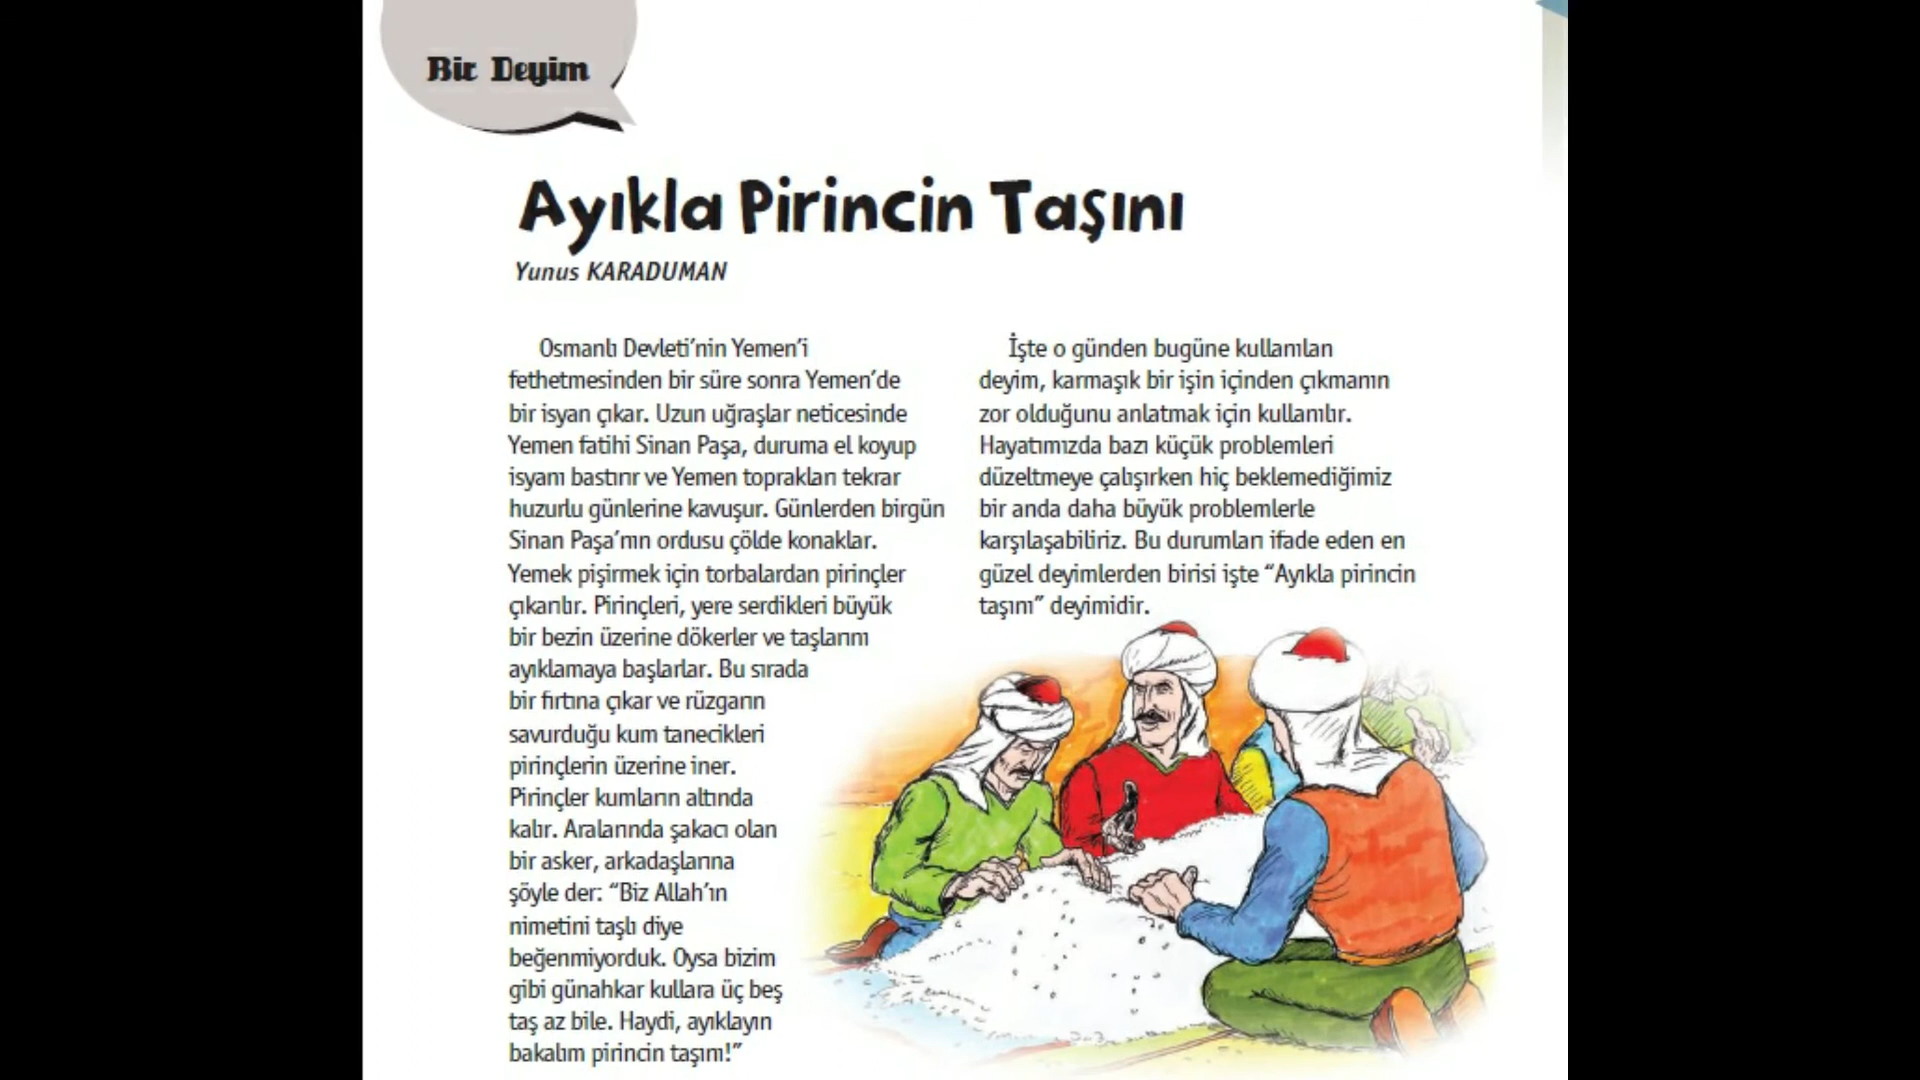 Bir Deyim
Ayıkla Pirincin Taşını
Yunus KARADUMAN
Osmanlı Devleti’nin Yemen’i
fethetmesinden bir süre sonra Yemen’de
bir isyan çıkar. Uzun uğraşlar neticesinde
Yemen fatihi Sinan Paşa, duruma el koyup
isyanı bastırır ve Yemen toprakları tekrar
huzurlu günlerine kavuşur. Günlerden birgün
Sinan Paşa’nın ordusu çölde konaklar.
Yemek pişirmek için torbalardan pirinçler
çıkarılır. Pirinçleri, yere serdikleri büyük
bir bezin üzerine dökerler ve taşlarını
ayıklamaya başlarlar. Bu sırada
bir fırtına çıkar ve rüzgarın
savurduğu kum tanecikleri
pirinçlerin üzerine iner.
Pirinçler kumların altında
kalır. Aralarında şakacı olan
bir asker, arkadaşlarına
şöyle der: “Biz Allah’ın
nimetini taşlı diye
beğenmiyorduk. Oysa bizim
gibi günahkar kullara üç beş
taş az bile. Haydi, ayıklayın
bakalım pirincin taşını!”
İşte o günden bugüne kullanılan
deyim, karmaşık bir işin içinden çıkmanın
zor olduğunu anlatmak için kullanılır.
Hayatımızda bazı küçük problemleri
düzeltmeye çalışırken hiç beklemediğimiz
bir anda daha büyük problemlerle
karşılaşabiliriz. Bu durumları ifade eden en
güzel deyimlerden birisi işte “Ayıkla pirincin
taşını” deyimidir.